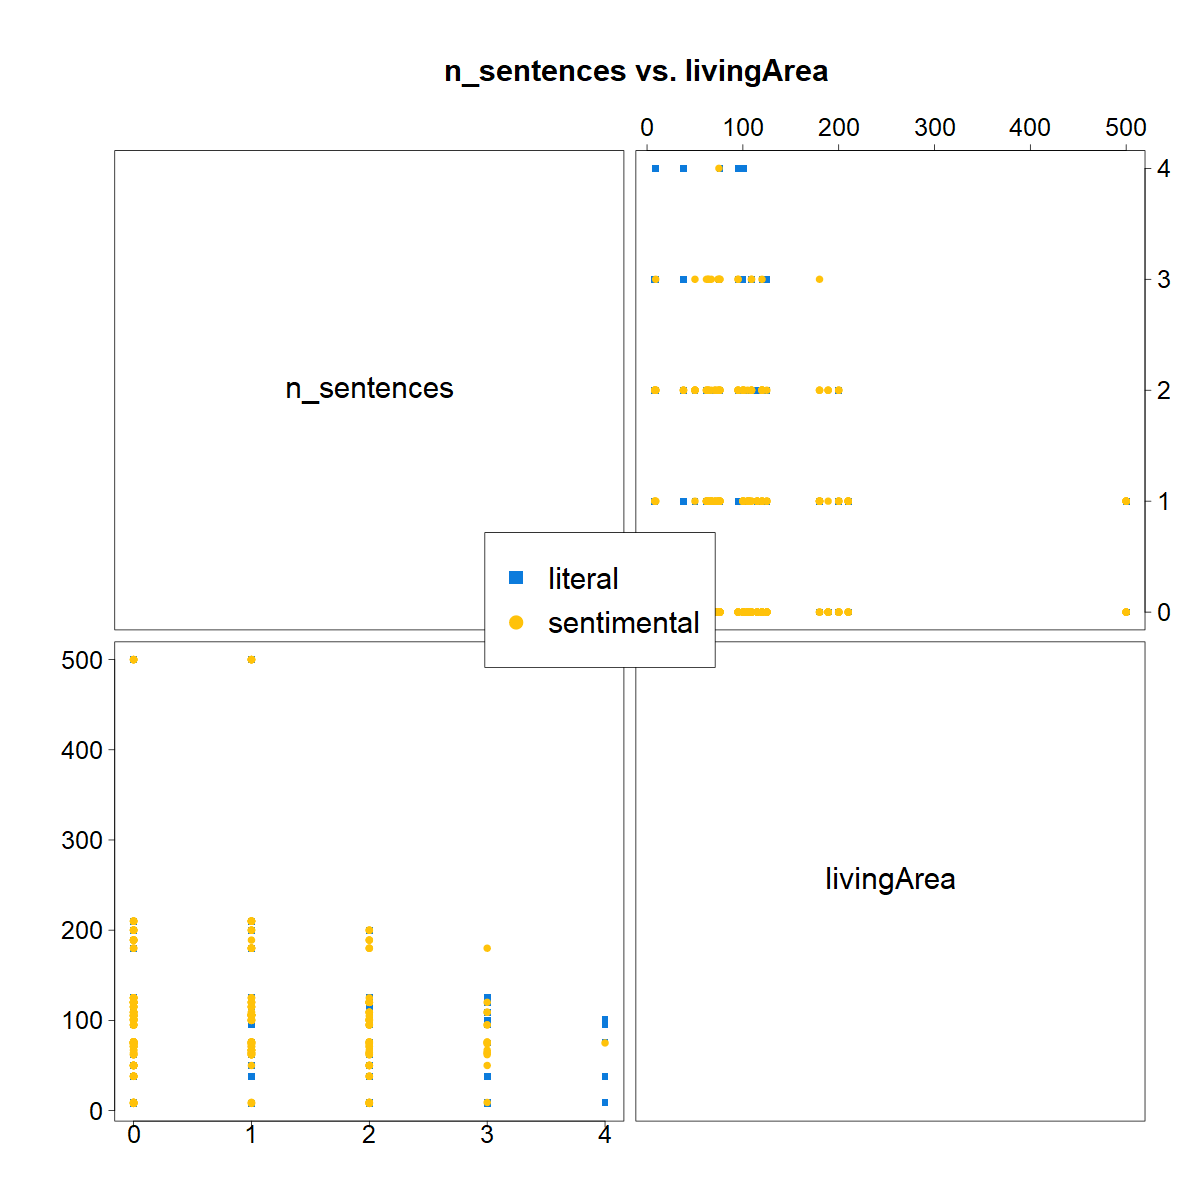 n_sentences vs. livingArea
0 100 200 300 400 500
4
3
n_sentences
2
1
literal
0
sentimental
500
400
300
livingArea
200
100
0
0 1 2 3 4